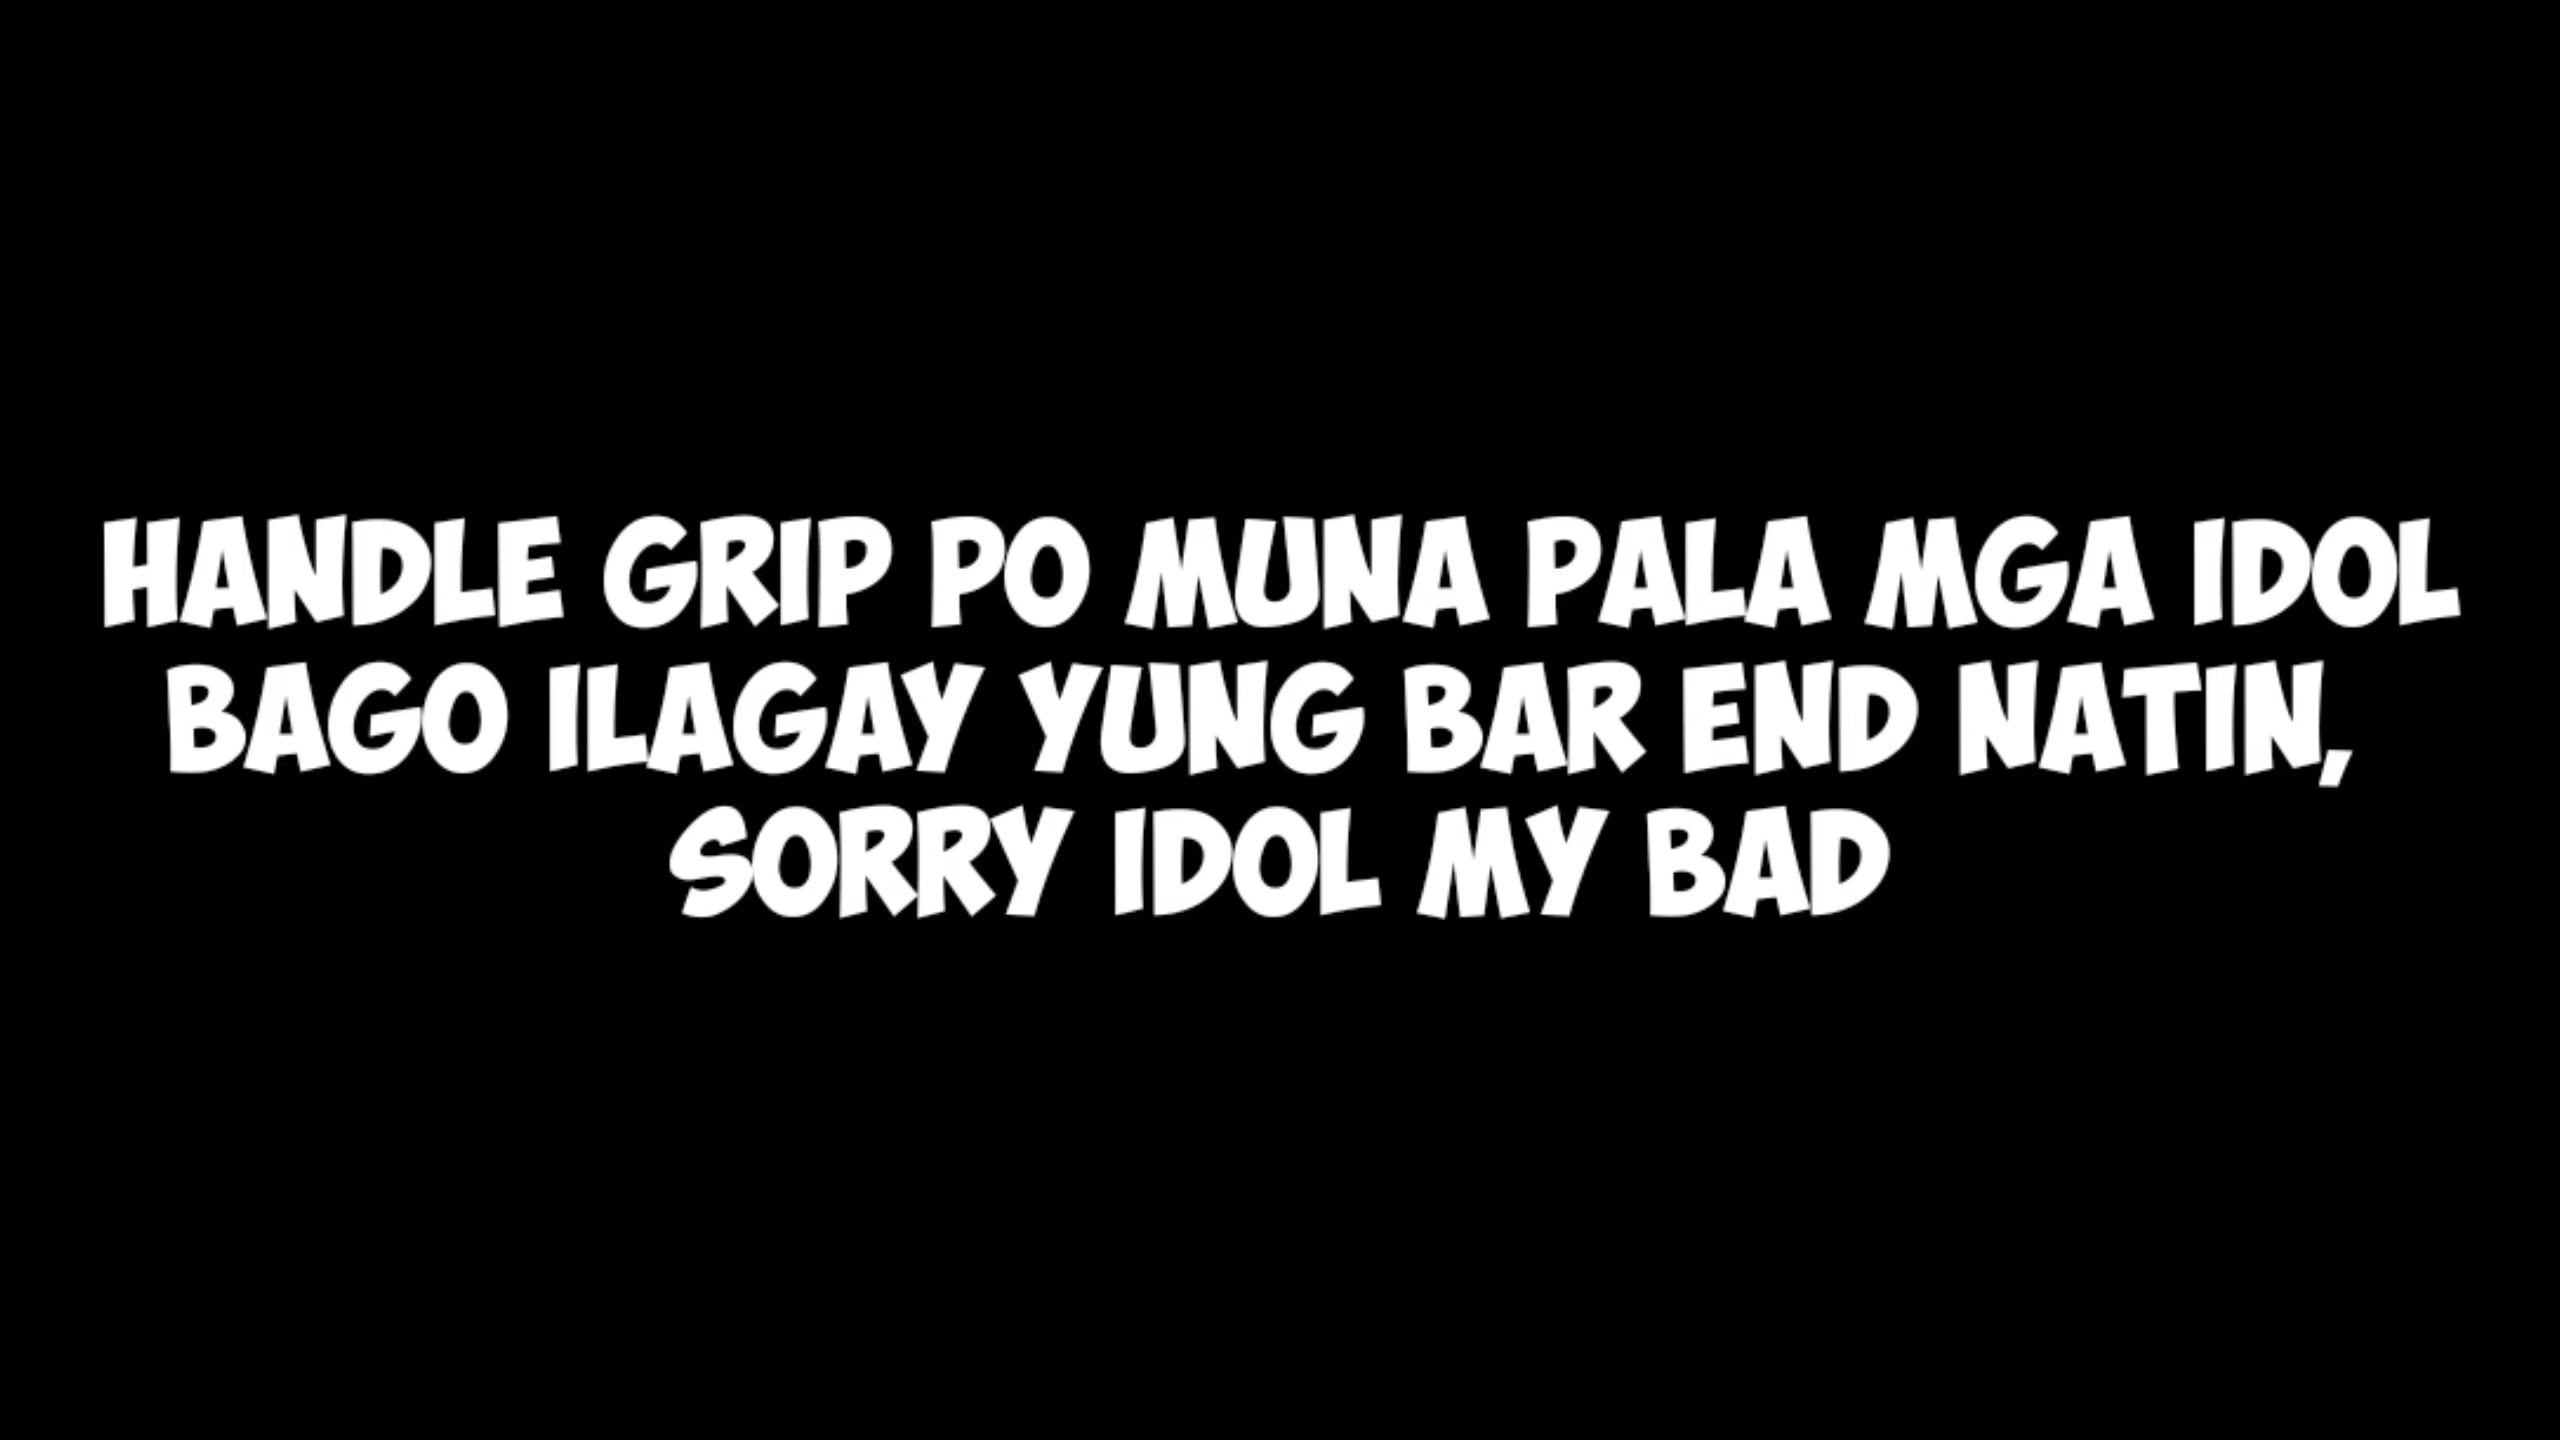 HANDLE GRIP PO MUNA PALA MGA IDOL
BAGO ILAGAY YUNG BAR END NATIN,
SORRY IDOL MY BAD